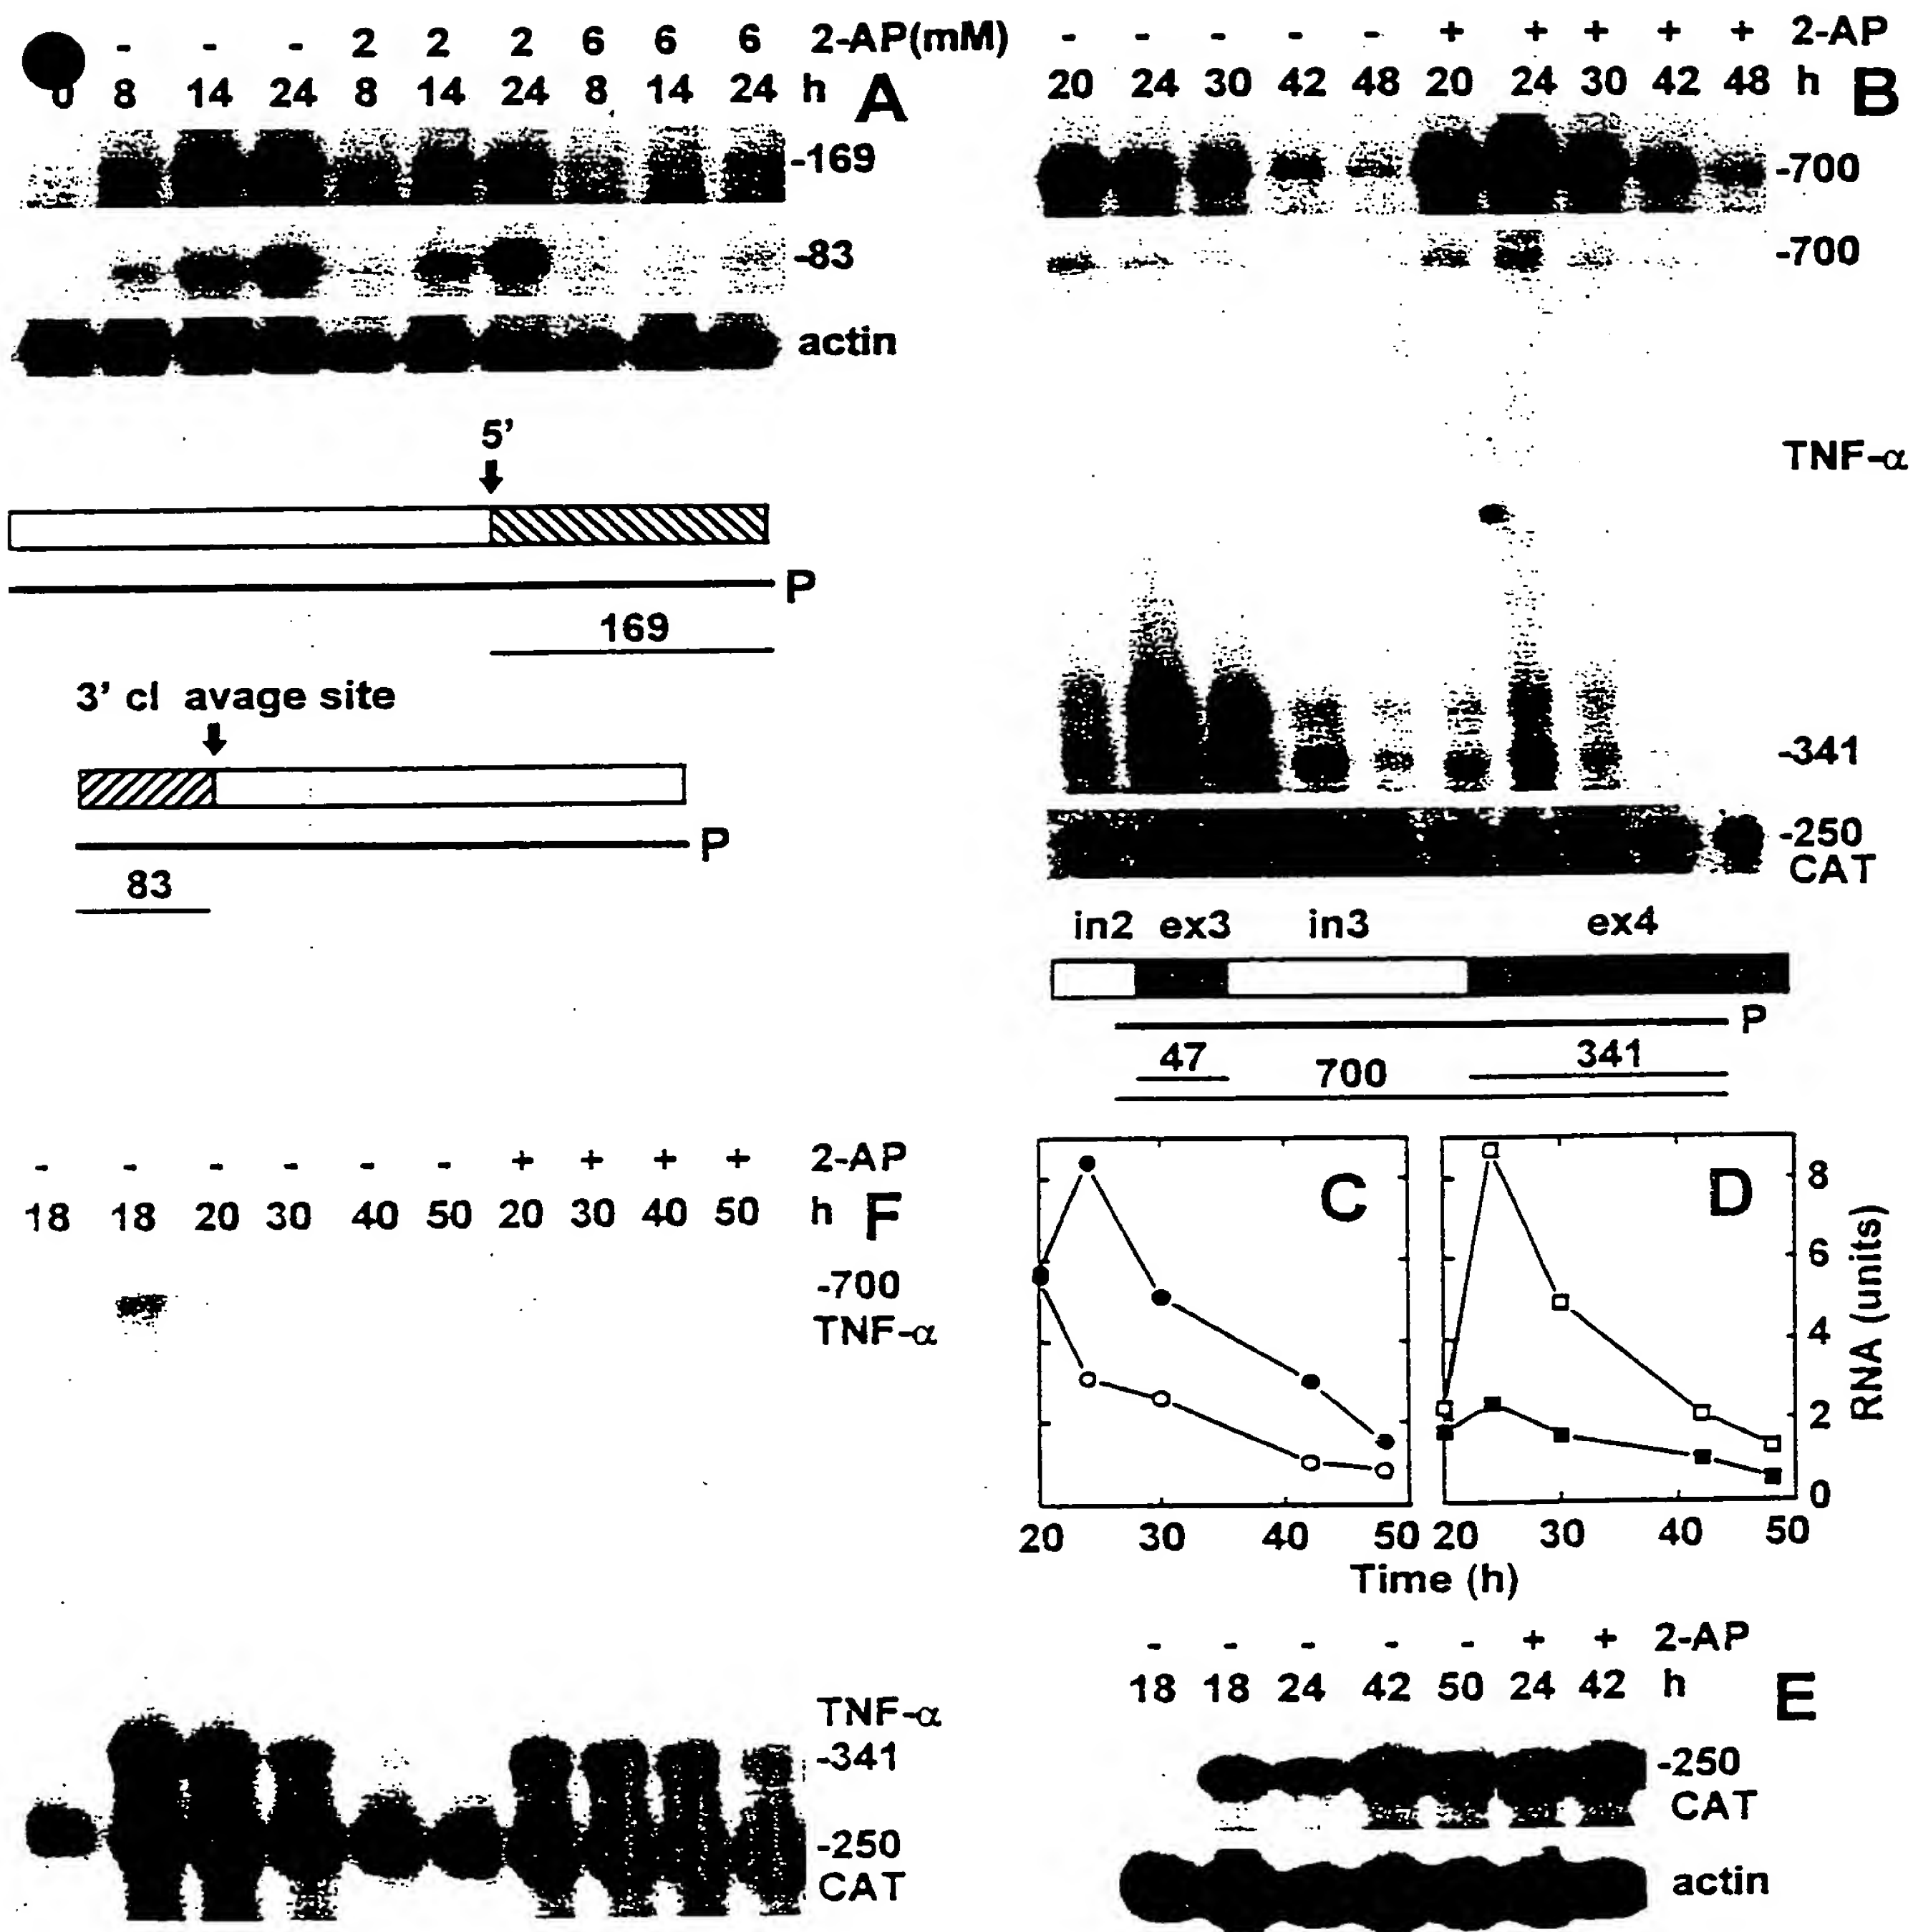 - - - 2 2 2 6 6 6 2-AP(mM)
0 8 14 24 8 14 24 8 14 24 h A
-169
-83
actin
5'
P
169
3' cl avage site
P
83
- - - - - + + + + + 2-AP
20 24 30 42 48 20 24 30 42 48 h B
-700
-700
TNF-α
-341
-250
CAT
in2 ex3 in3 ex4
P
47 700 341
- - - - - - + + + + 2-AP
18 18 20 30 40 50 20 30 40 50 h F
-700
TNF-α
TNF-α
-341
-250
CAT
C D
8
6
4
2
0
RNA (units)
20 30 40 50 20 30 40 50
Time (h)
- - - - - + + 2-AP
18 18 24 42 50 24 42 h E
-250
CAT
actin